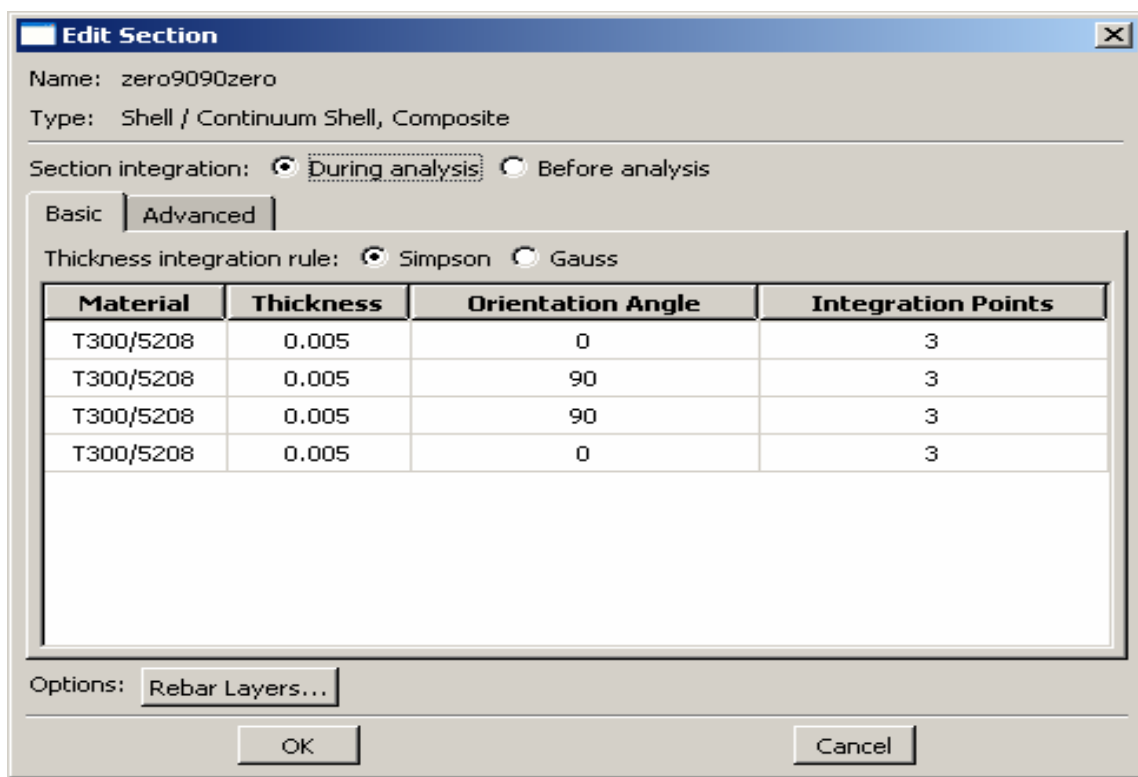 Edit Section
Name: zero9090zero
Type: Shell / Continuum Shell, Composite
Section integration: During analysis Before analysis
Basic Advanced
Thickness integration rule: Simpson Gauss
Material Thickness Orientation Angle Integration Points
T300/5208 0.005 0 3
T300/5208 0.005 90 3
T300/5208 0.005 90 3
T300/5208 0.005 0 3
Options: Rebar Layers...
OK Cancel